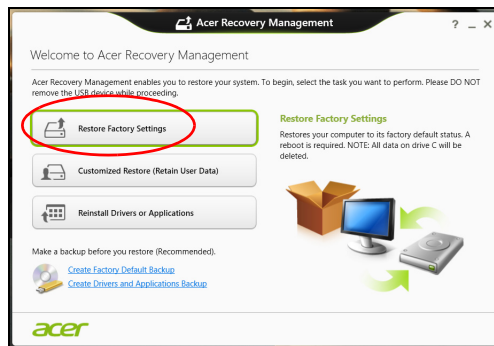 Acer Recovery Management
? _ X
Welcome to Acer Recovery Management
Acer Recovery Management enables you to restore your system. To begin, select the task you want to perform. Please DO NOT
remove the USB device while proceeding.
Restore Factory Settings
Restore Factory Settings
Restores your computer to its factory default status. A
reboot is required. NOTE: All data on drive C will be
deleted.
Customized Restore (Retain User Data)
Reinstall Drivers or Applications
Make a backup before you restore (Recommended).
Create Factory Default Backup
Create Drivers and Applications Backup
acer